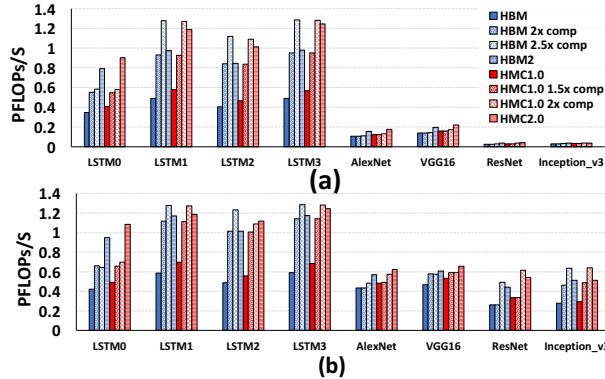 1.4
1.2
1
0.8
0.6
0.4
0.2
0
PFLOPs/S
HBM
HBM 2x comp
HBM 2.5x comp
HBM2
HMC1.0
HMC1.0 1.5x comp
HMC1.0 2x comp
HMC2.0
LSTM0 LSTM1 LSTM2 LSTM3 AlexNet VGG16 ResNet Inception_v3
(a)
1.4
1.2
1
0.8
0.6
0.4
0.2
0
PFLOPs/S
LSTM0 LSTM1 LSTM2 LSTM3 AlexNet VGG16 ResNet Inception_v3
(b)